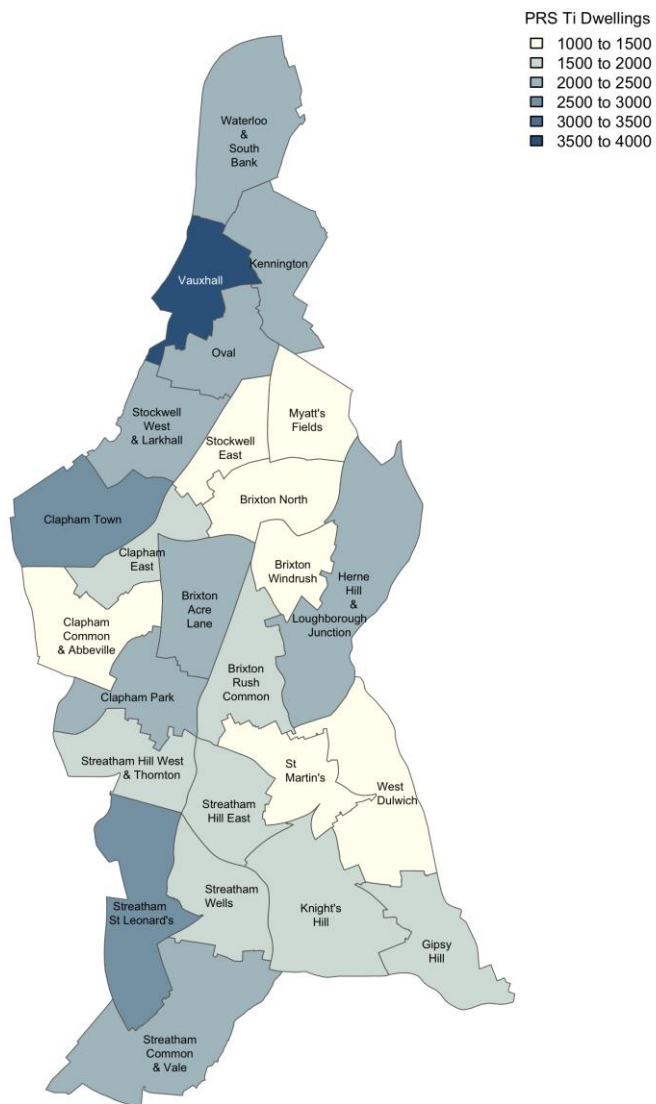 PRS Ti Dwellings
1000 to 1500
1500 to 2000
2000 to 2500
2500 to 3000
3000 to 3500
3500 to 4000
Waterloo
&
South
Bank
Kennington
Vauxhall
Oval
Stockwell
West
& Larkhall
Myatt's
Fields
Stockwell
East
Brixton North
Clapham Town
Clapham
East
Brixton
Windrush
Herne
Hill
&
Loughborough
Junction
Brixton
Acre
Lane
Clapham
Common
& Abbeville
Brixton
Rush
Common
Clapham Park
Streatham Hill West
& Thornton
St
Martin's
West
Dulwich
Streatham
Hill East
Streatham
Wells
Streatham
St Leonard's
Knight's
Hill
Gipsy
Hill
Streatham
Common
& Vale